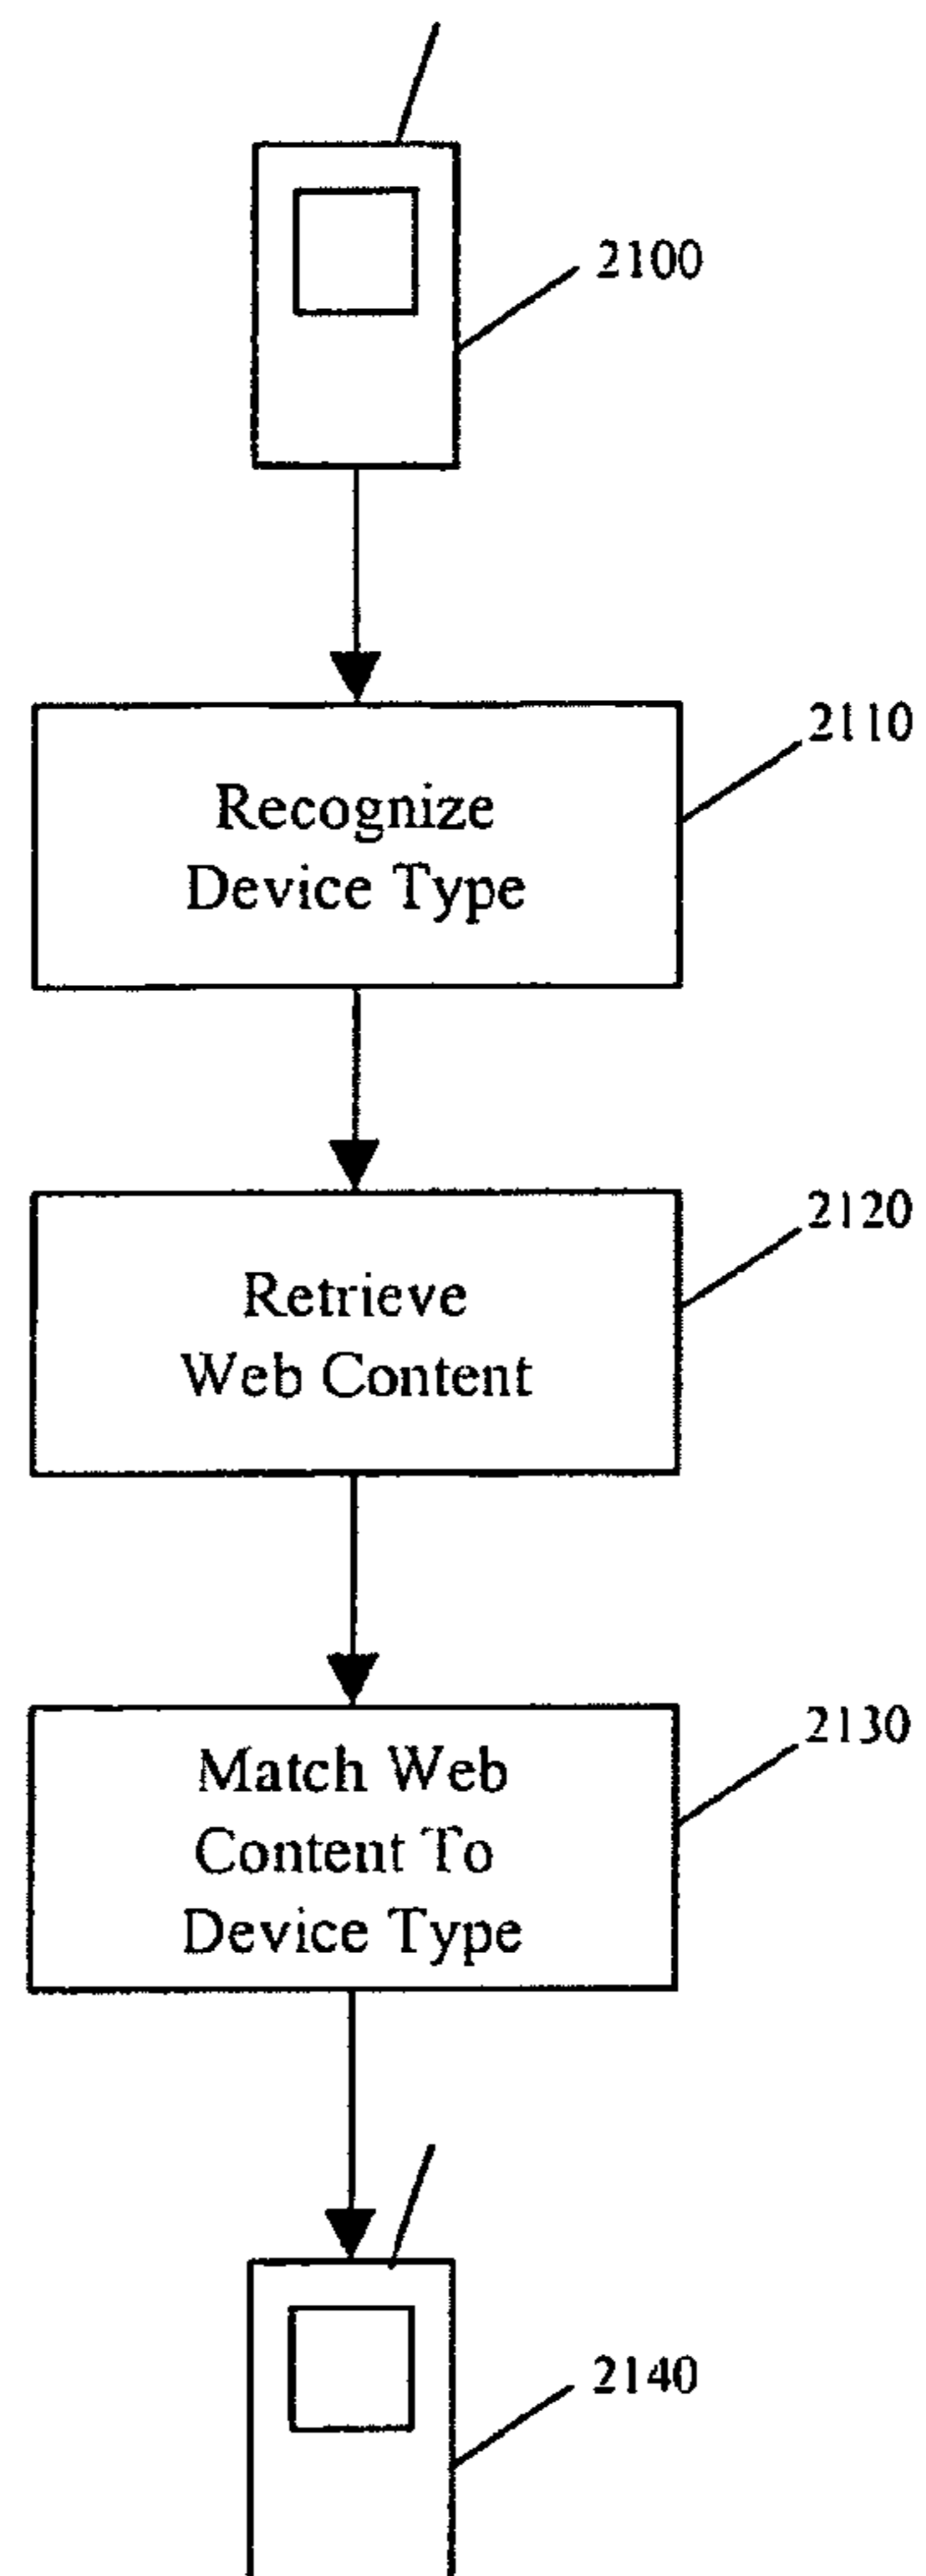 2100
2110
Recognize
Device Type
2120
Retrieve
Web Content
2130
Match Web
Content To
Device Type
2140